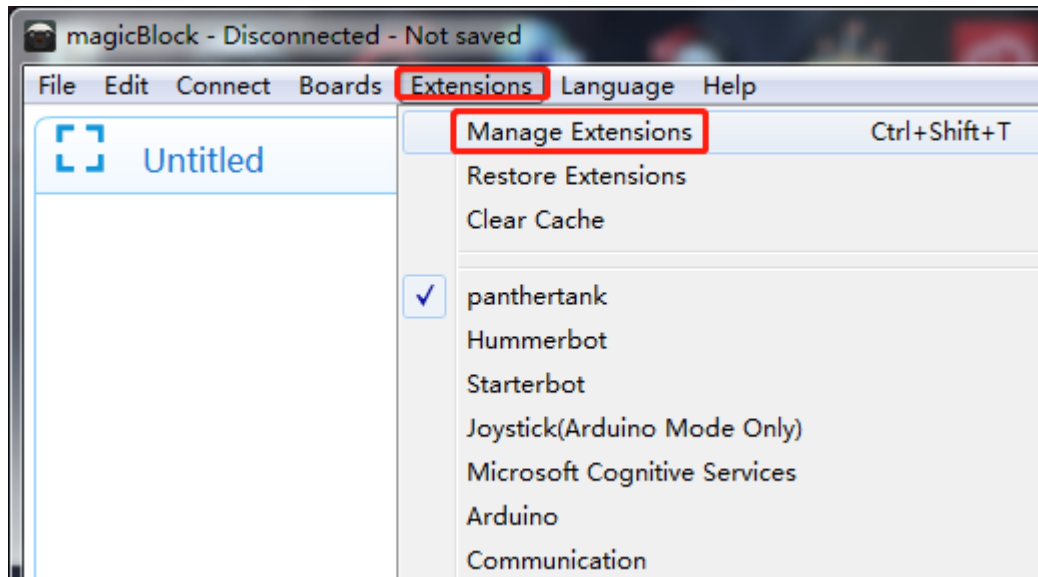 magicBlock - Disconnected - Not saved
File Edit Connect Boards Extensions Language Help
Untitled
Manage Extensions Ctrl+Shift+T
Restore Extensions
Clear Cache
panthertank
Hummerbot
Starterbot
Joystick(Arduino Mode Only)
Microsoft Cognitive Services
Arduino
Communication